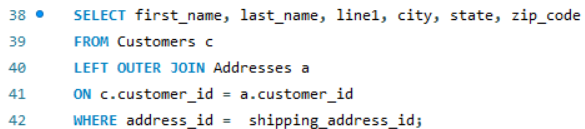 38 SELECT first_name, last_name, line1, city, state, zip_code
39 FROM Customers c
40 LEFT OUTER JOIN Addresses a
41 ON c.customer_id = a.customer_id
42 WHERE address_id =  shipping_address_id;